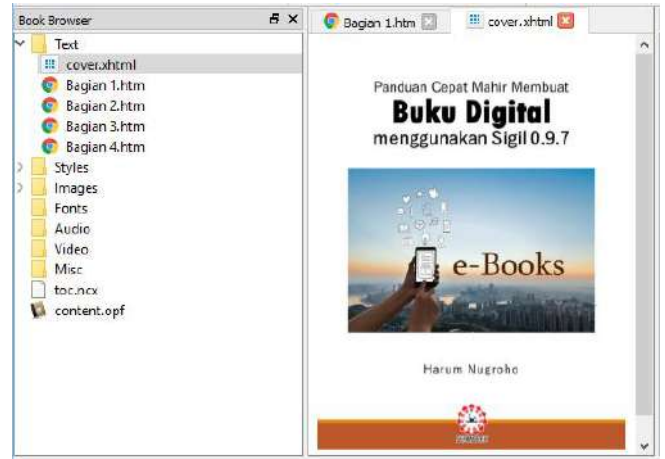 Book Browser
Text
cover.xhtml
Bagian 1.htm
Bagian 2.htm
Bagian 3.htm
Bagian 4.htm
Styles
Images
Fonts
Audio
Video
Misc
toc.ncx
content.opf
Bagian 1.htm
cover.xhtml
Panduan Cepat Mahir Membuat
Buku Digital
menggunakan Sigil 0.9.7
e-Books
Harum Nugroho